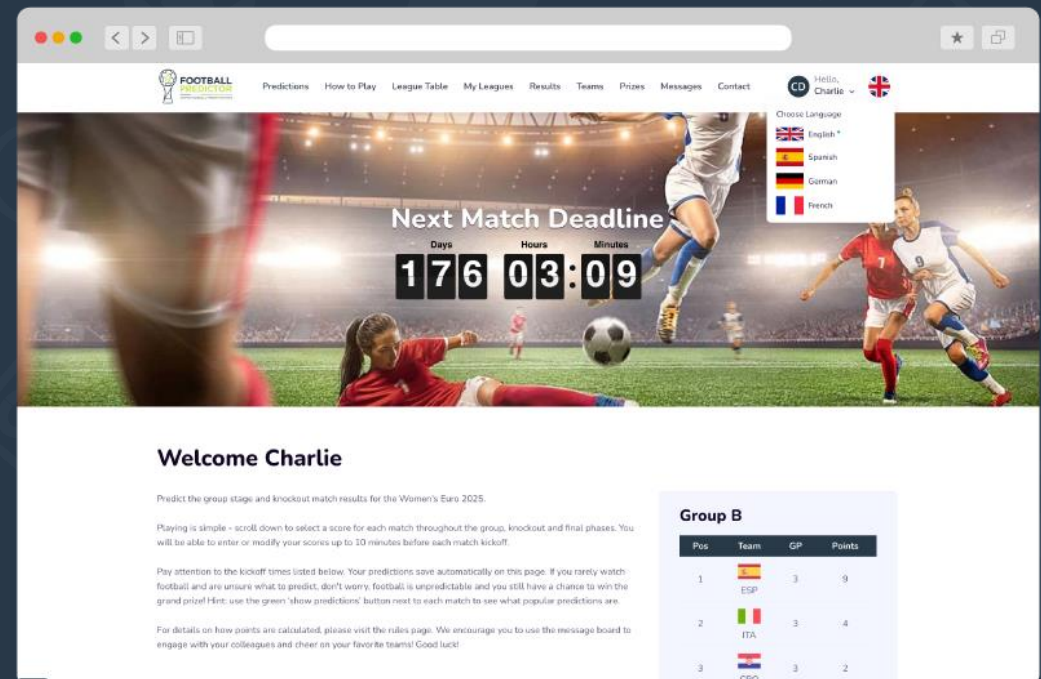 FOOTBALL
PREDICTOR
Predictions How to Play League Table My Leagues Results Teams Prizes Messages Contact
CD
Hello,
Charlie
Choose Language
English *
Spanish
German
French
Next Match Deadline
Days Hours Minutes
176 03:09
Welcome Charlie
Predict the group stage and knockout match results for the Women's Euro 2025.
Playing is simple - scroll down to select a score for each match throughout the group, knockout and final phases. You
will be able to enter or modify your scores up to 10 minutes before each match kickoff.
Pay attention to the kickoff times listed below. Your predictions save automatically on this page. If you rarely watch
football and are unsure what to predict, don't worry, football is unpredictable and you still have a chance to win the
grand prize! Hint: use the green 'show predictions' button next to each match to see what popular predictions are.
For details on how points are calculated, please visit the rules page. We encourage you to use the message board to
engage with your colleagues and cheer on your favorite teams! Good luck!
Group B
Pos Team GP Points
1 ESP 3 9
2 ITA 3 4
3 CRO 3 2